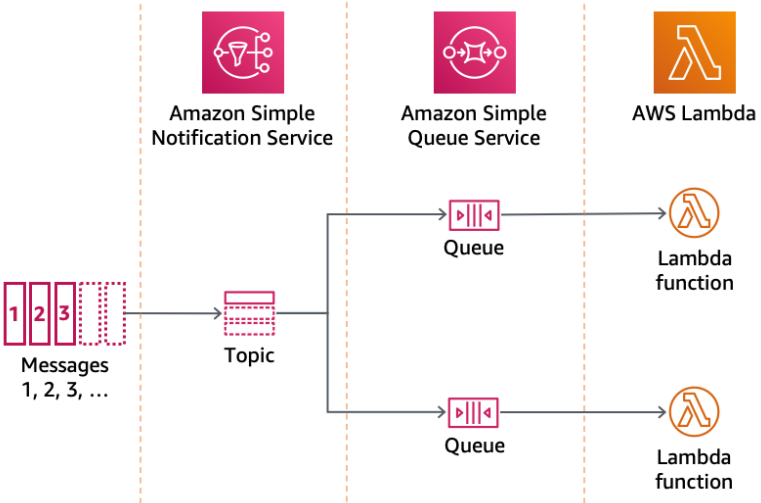 Amazon Simple
Notification Service
Amazon Simple
Queue Service
AWS Lambda
Queue
Lambda
function
1 2 3
Messages
1, 2, 3, ...
Topic
Queue
Lambda
function